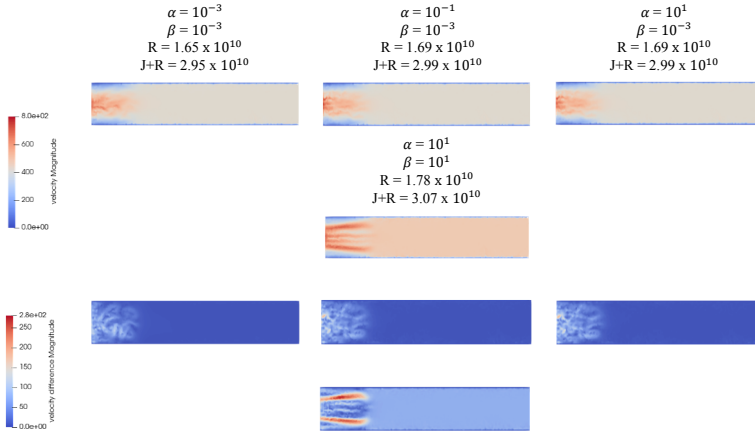 α = 10⁻³
β = 10⁻³
R = 1.65 x 10¹⁰
J+R = 2.95 x 10¹⁰
α = 10⁻¹
β = 10⁻³
R = 1.69 x 10¹⁰
J+R = 2.99 x 10¹⁰
α = 10¹
β = 10⁻³
R = 1.69 x 10¹⁰
J+R = 2.99 x 10¹⁰
8.0e+02
600
400
200
0.0e+00
velocity Magnitude
α = 10¹
β = 10¹
R = 1.78 x 10¹⁰
J+R = 3.07 x 10¹⁰
2.8e+02
250
200
150
100
50
0.0e+00
velocity difference Magnitude